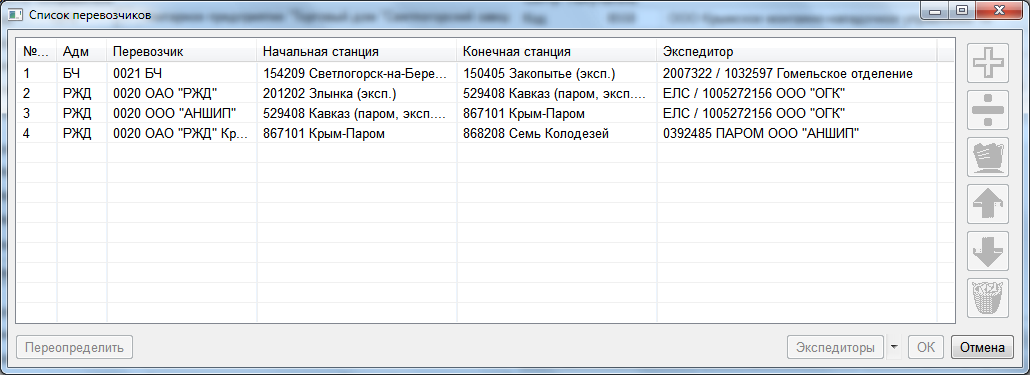 Список перевозчиков
№... Адм Перевозчик Начальная станция Конечная станция Экспедитор
1 БЧ 0021 БЧ 154209 Светлогорск-на-Бере... 150405 Закопытье (эксп.) 2007322 / 1032597 Гомельское отделение
2 РЖД 0020 ОАО "РЖД" 201202 Злынка (эксп.) 529408 Кавказ (паром, эксп.... ЕЛС / 1005272156 ООО "ОГК"
3 РЖД 0020 ООО "АНШИП" 529408 Кавказ (паром, эксп.... 867101 Крым-Паром ЕЛС / 1005272156 ООО "ОГК"
4 РЖД 0020 ОАО "РЖД" Кр... 867101 Крым-Паром 868208 Семь Колодезей 0392485 ПАРОМ ООО "АНШИП"
Переопределить Экспедиторы ОК Отмена